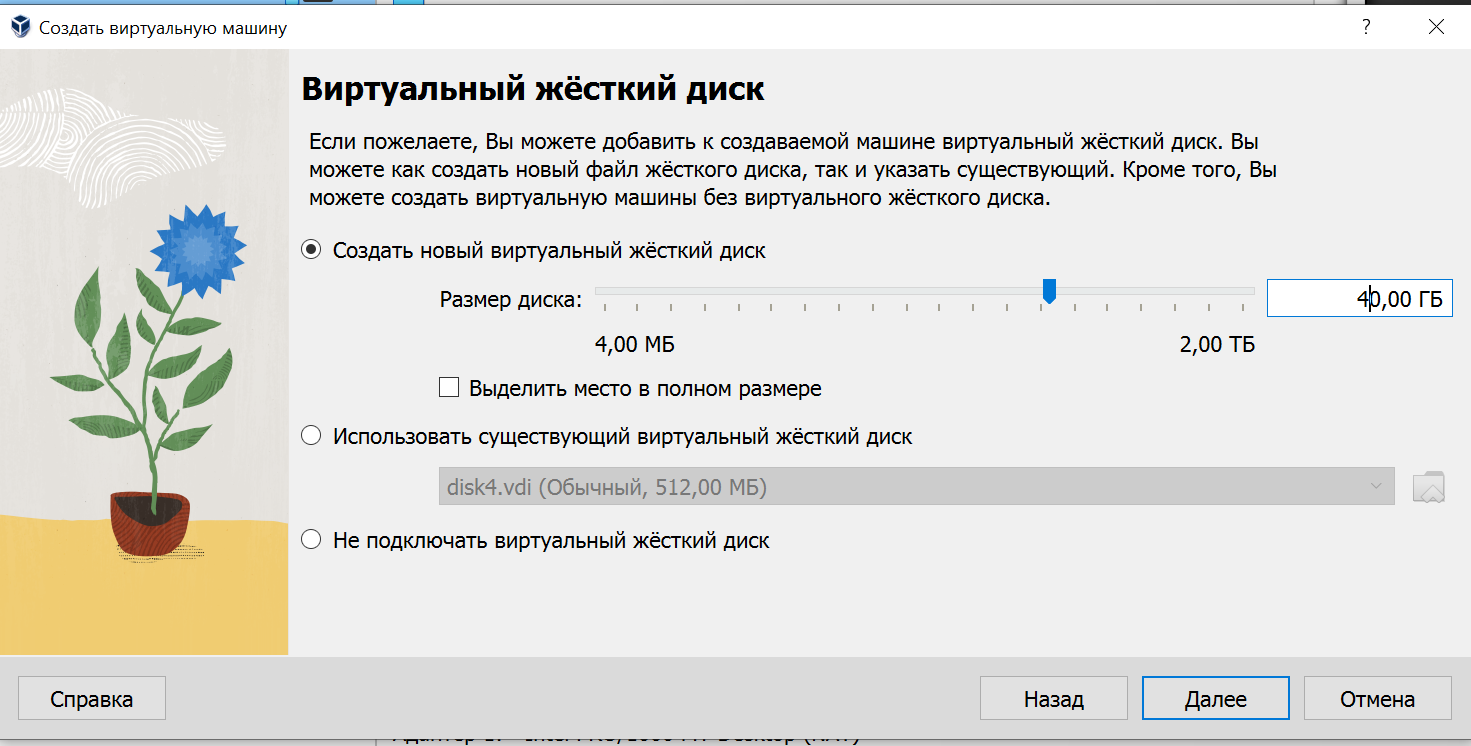 Создать виртуальную машину
?
Виртуальный жёсткий диск
Если пожелаете, Вы можете добавить к создаваемой машине виртуальный жёсткий диск. Вы
можете как создать новый файл жёсткого диска, так и указать существующий. Кроме того, Вы
можете создать виртуальную машины без виртуального жёсткого диска.
Создать новый виртуальный жёсткий диск
Размер диска:
40,00 ГБ
4,00 МБ
2,00 ТБ
Выделить место в полном размере
Использовать существующий виртуальный жёсткий диск
disk4.vdi (Обычный, 512,00 МБ)
Не подключать виртуальный жёсткий диск
Справка
Назад
Далее
Отмена